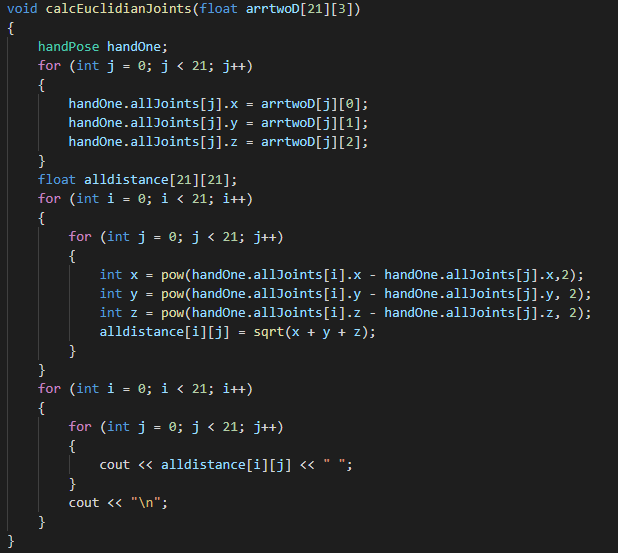 void calcEuclidianJoints(float arrtwoD[21][3])
{
    handPose handOne;
    for (int j = 0; j < 21; j++)
    {
        handOne.allJoints[j].x = arrtwoD[j][0];
        handOne.allJoints[j].y = arrtwoD[j][1];
        handOne.allJoints[j].z = arrtwoD[j][2];
    }
    float alldistance[21][21];
    for (int i = 0; i < 21; i++)
    {
        for (int j = 0; j < 21; j++)
        {
            int x = pow(handOne.allJoints[i].x - handOne.allJoints[j].x,2);
            int y = pow(handOne.allJoints[i].y - handOne.allJoints[j].y, 2);
            int z = pow(handOne.allJoints[i].z - handOne.allJoints[j].z, 2);
            alldistance[i][j] = sqrt(x + y + z);
        }
    }
    for (int i = 0; i < 21; i++)
    {
        for (int j = 0; j < 21; j++)
        {
            cout << alldistance[i][j] << " ";
        }
        cout << "\n";
    }
}